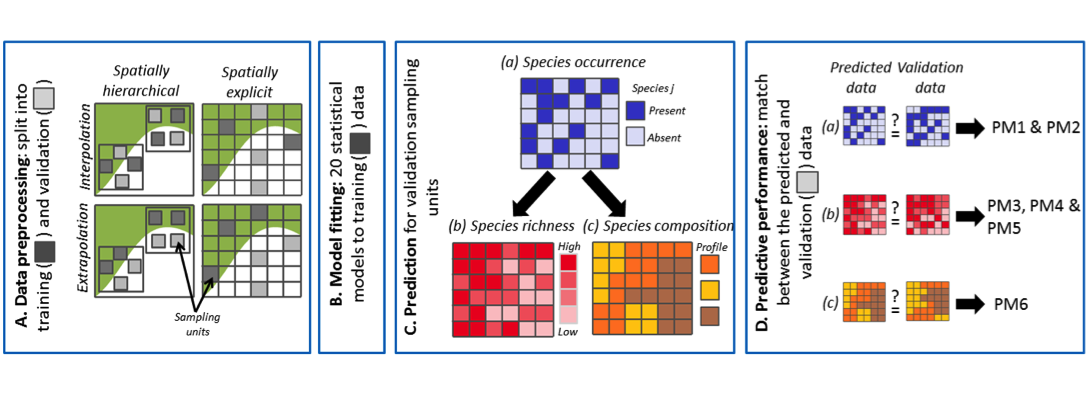 A. Data preprocessing: split into
training ( ) and validation ( )
Spatially
hierarchical
Spatially
explicit
Interpolation
Extrapolation
Sampling
units
B. Model fitting: 20 statistical
models to training ( ) data
C. Prediction for validation sampling
units
(a) Species occurrence
Species j
Present
Absent
(b) Species richness
High
Low
(c) Species composition
Profile
D. Predictive performance: match
between the predicted and
validation ( ) data
Predicted
data
Validation
data
(a)
?
=
PM1 & PM2
(b)
?
=
PM3, PM4 &
PM5
(c)
?
=
PM6